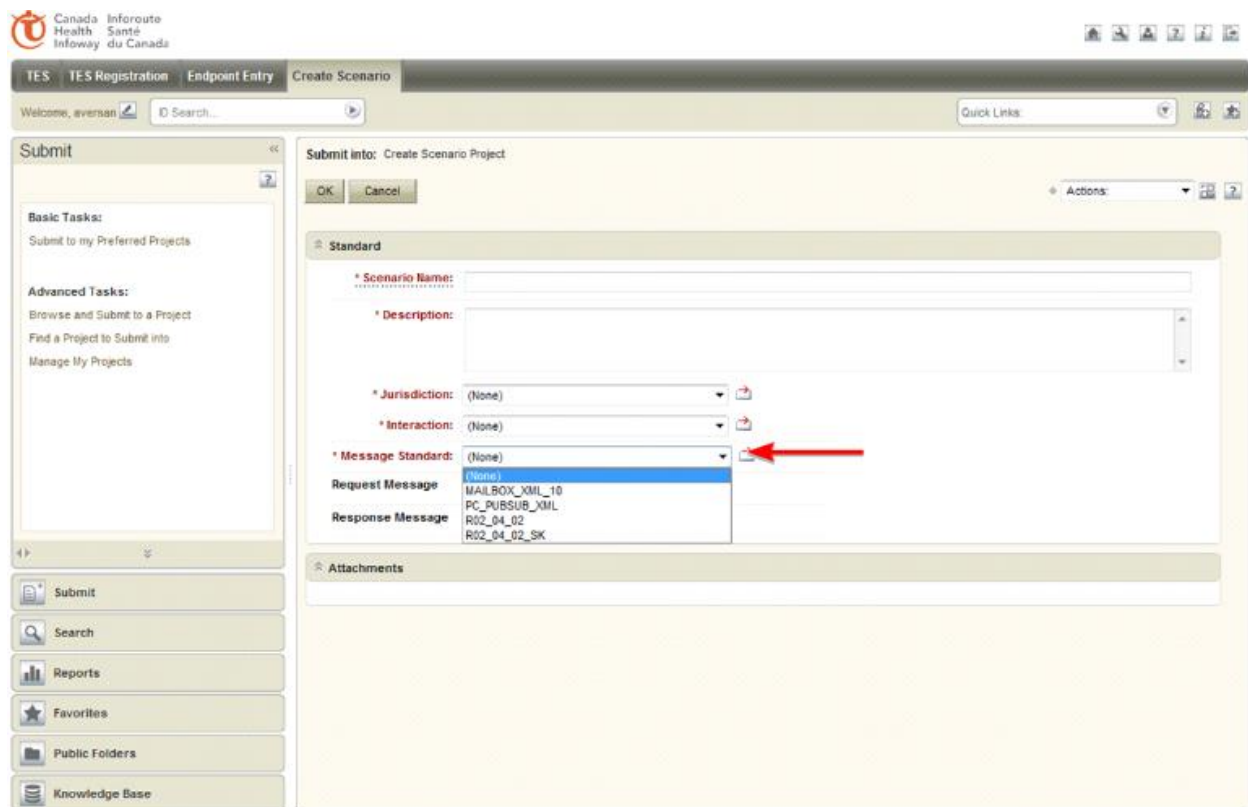 Canada Inforoute
Health Santé
Infoway du Canada
TES TES Registration Endpoint Entry Create Scenario
Welcome, aversan ID Search... Quick Links:
Submit
Basic Tasks:
Submit to my Preferred Projects
Advanced Tasks:
Browse and Submit to a Project
Find a Project to Submit into
Manage My Projects
Submit
Search
Reports
Favorites
Public Folders
Knowledge Base
Submit into: Create Scenario Project
OK Cancel Actions:
Standard
* Scenario Name:
* Description:
* Jurisdiction: (None)
* Interaction: (None)
* Message Standard: (None)
(None)
Request Message
MAILBOX_XML_10
PC_PUBSUB_XML
R02_04_02
Response Message
R02_04_02_SK
Attachments